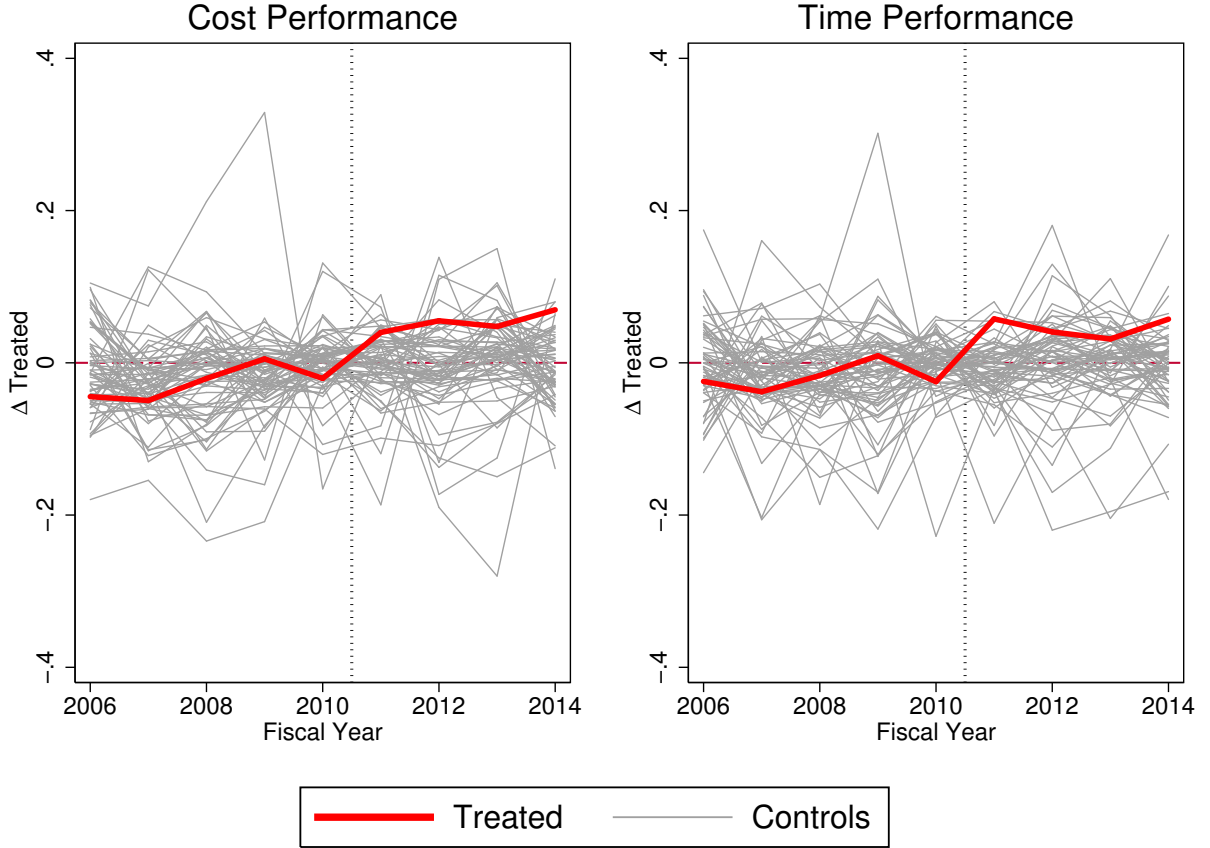 Cost Performance
Δ Treated
.4
.2
0
−.2
−.4
2006 2008 2010 2012 2014
Fiscal Year
Time Performance
Δ Treated
.4
.2
0
−.2
−.4
2006 2008 2010 2012 2014
Fiscal Year
Treated Controls